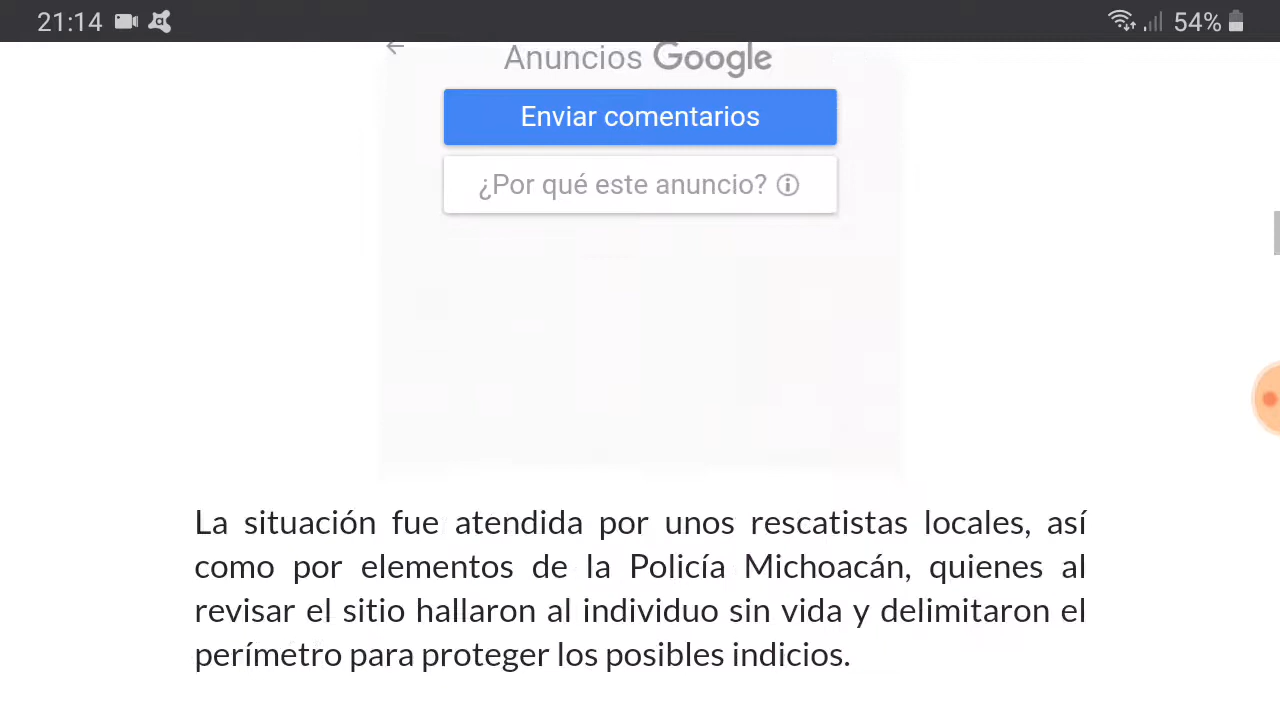 21:14
54%
Anuncios Google
Enviar comentarios
¿Por qué este anuncio?
La situación fue atendida por unos rescatistas locales, así
como por elementos de la Policía Michoacán, quienes al
revisar el sitio hallaron al individuo sin vida y delimitaron el
perímetro para proteger los posibles indicios.